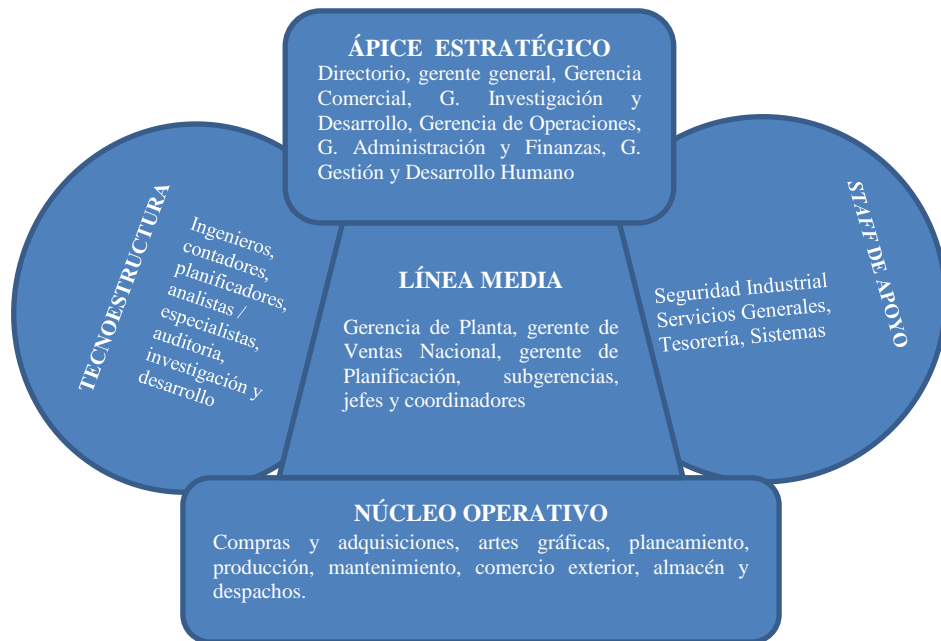 ÁPICE ESTRATÉGICO
Directorio, gerente general, Gerencia
Comercial, G. Investigación y
Desarrollo, Gerencia de Operaciones,
G. Administración y Finanzas, G.
Gestión y Desarrollo Humano
TECNOESTRUCTURA
Ingenieros,
contadores,
planificadores,
analistas /
especialistas,
auditoria,
investigación y
desarrollo
LÍNEA MEDIA
Gerencia de Planta, gerente de
Ventas Nacional, gerente de
Planificación, subgerencias,
jefes y coordinadores
STAFF DE APOYO
Seguridad Industrial
Servicios Generales,
Tesorería, Sistemas
NÚCLEO OPERATIVO
Compras y adquisiciones, artes gráficas, planeamiento,
producción, mantenimiento, comercio exterior, almacén y
despachos.